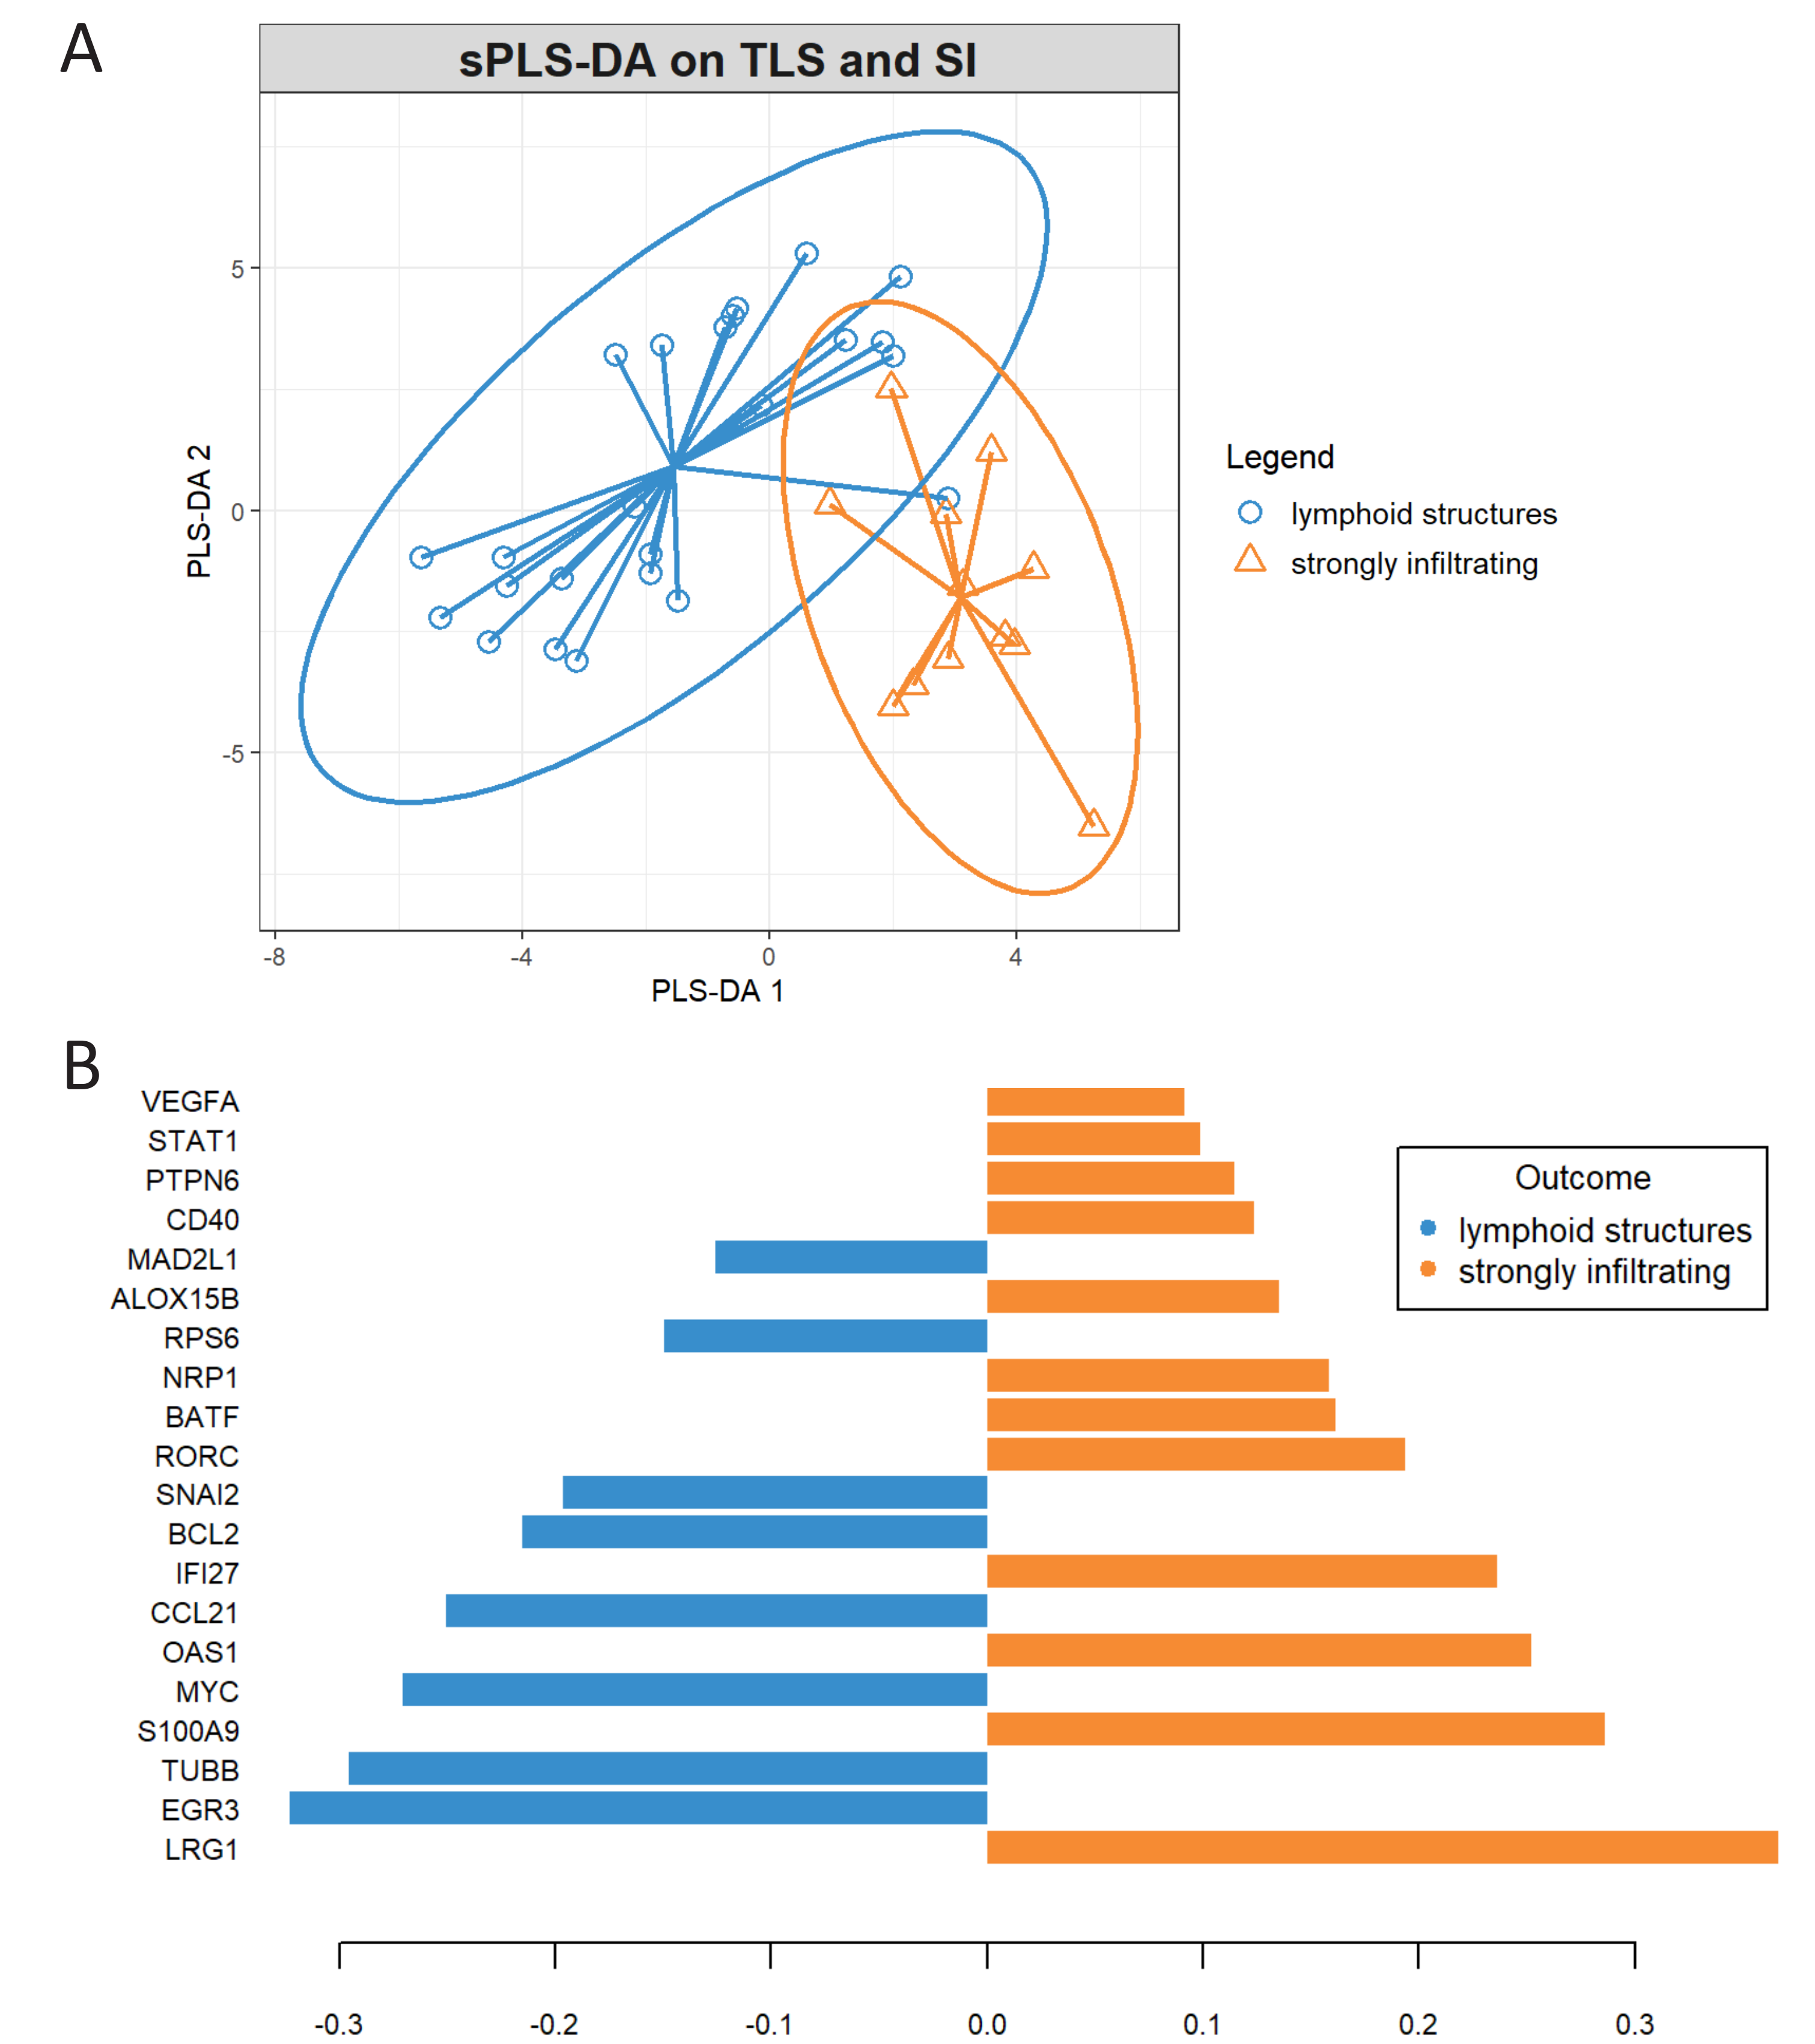 A
sPLS-DA on TLS and SI
PLS-DA 2
5
0
-5
-8
-4
0
4
PLS-DA 1
Legend
lymphoid structures
strongly infiltrating
B
VEGFA
STAT1
PTPN6
CD40
MAD2L1
ALOX15B
RPS6
NRP1
BATF
RORC
SNAI2
BCL2
IFI27
CCL21
OAS1
MYC
S100A9
TUBB
EGR3
LRG1
Outcome
lymphoid structures
strongly infiltrating
-0.3
-0.2
-0.1
0.0
0.1
0.2
0.3